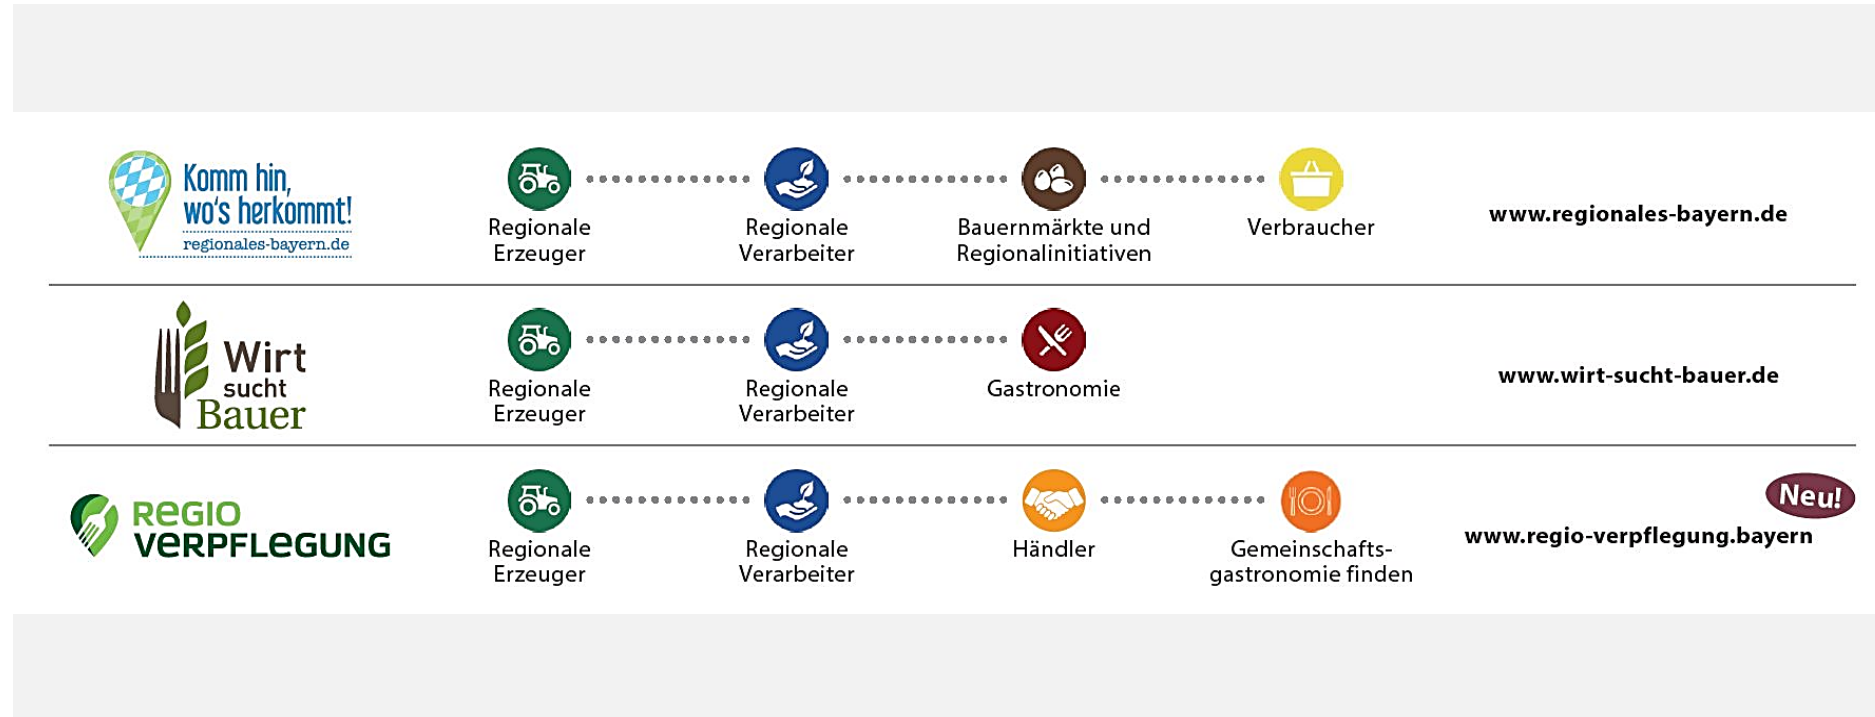 Komm hin,
wo's herkommt!
regionales-bayern.de
Regionale
Erzeuger
Regionale
Verarbeiter
Bauernmärkte und
Regionalinitiativen
Verbraucher
www.regionales-bayern.de
Wirt
sucht
Bauer
Regionale
Erzeuger
Regionale
Verarbeiter
Gastronomie
www.wirt-sucht-bauer.de
REGIO
VERPFLEGUNG
Regionale
Erzeuger
Regionale
Verarbeiter
Händler
Gemeinschafts-
gastronomie finden
Neu!
www.regio-verpflegung.bayern